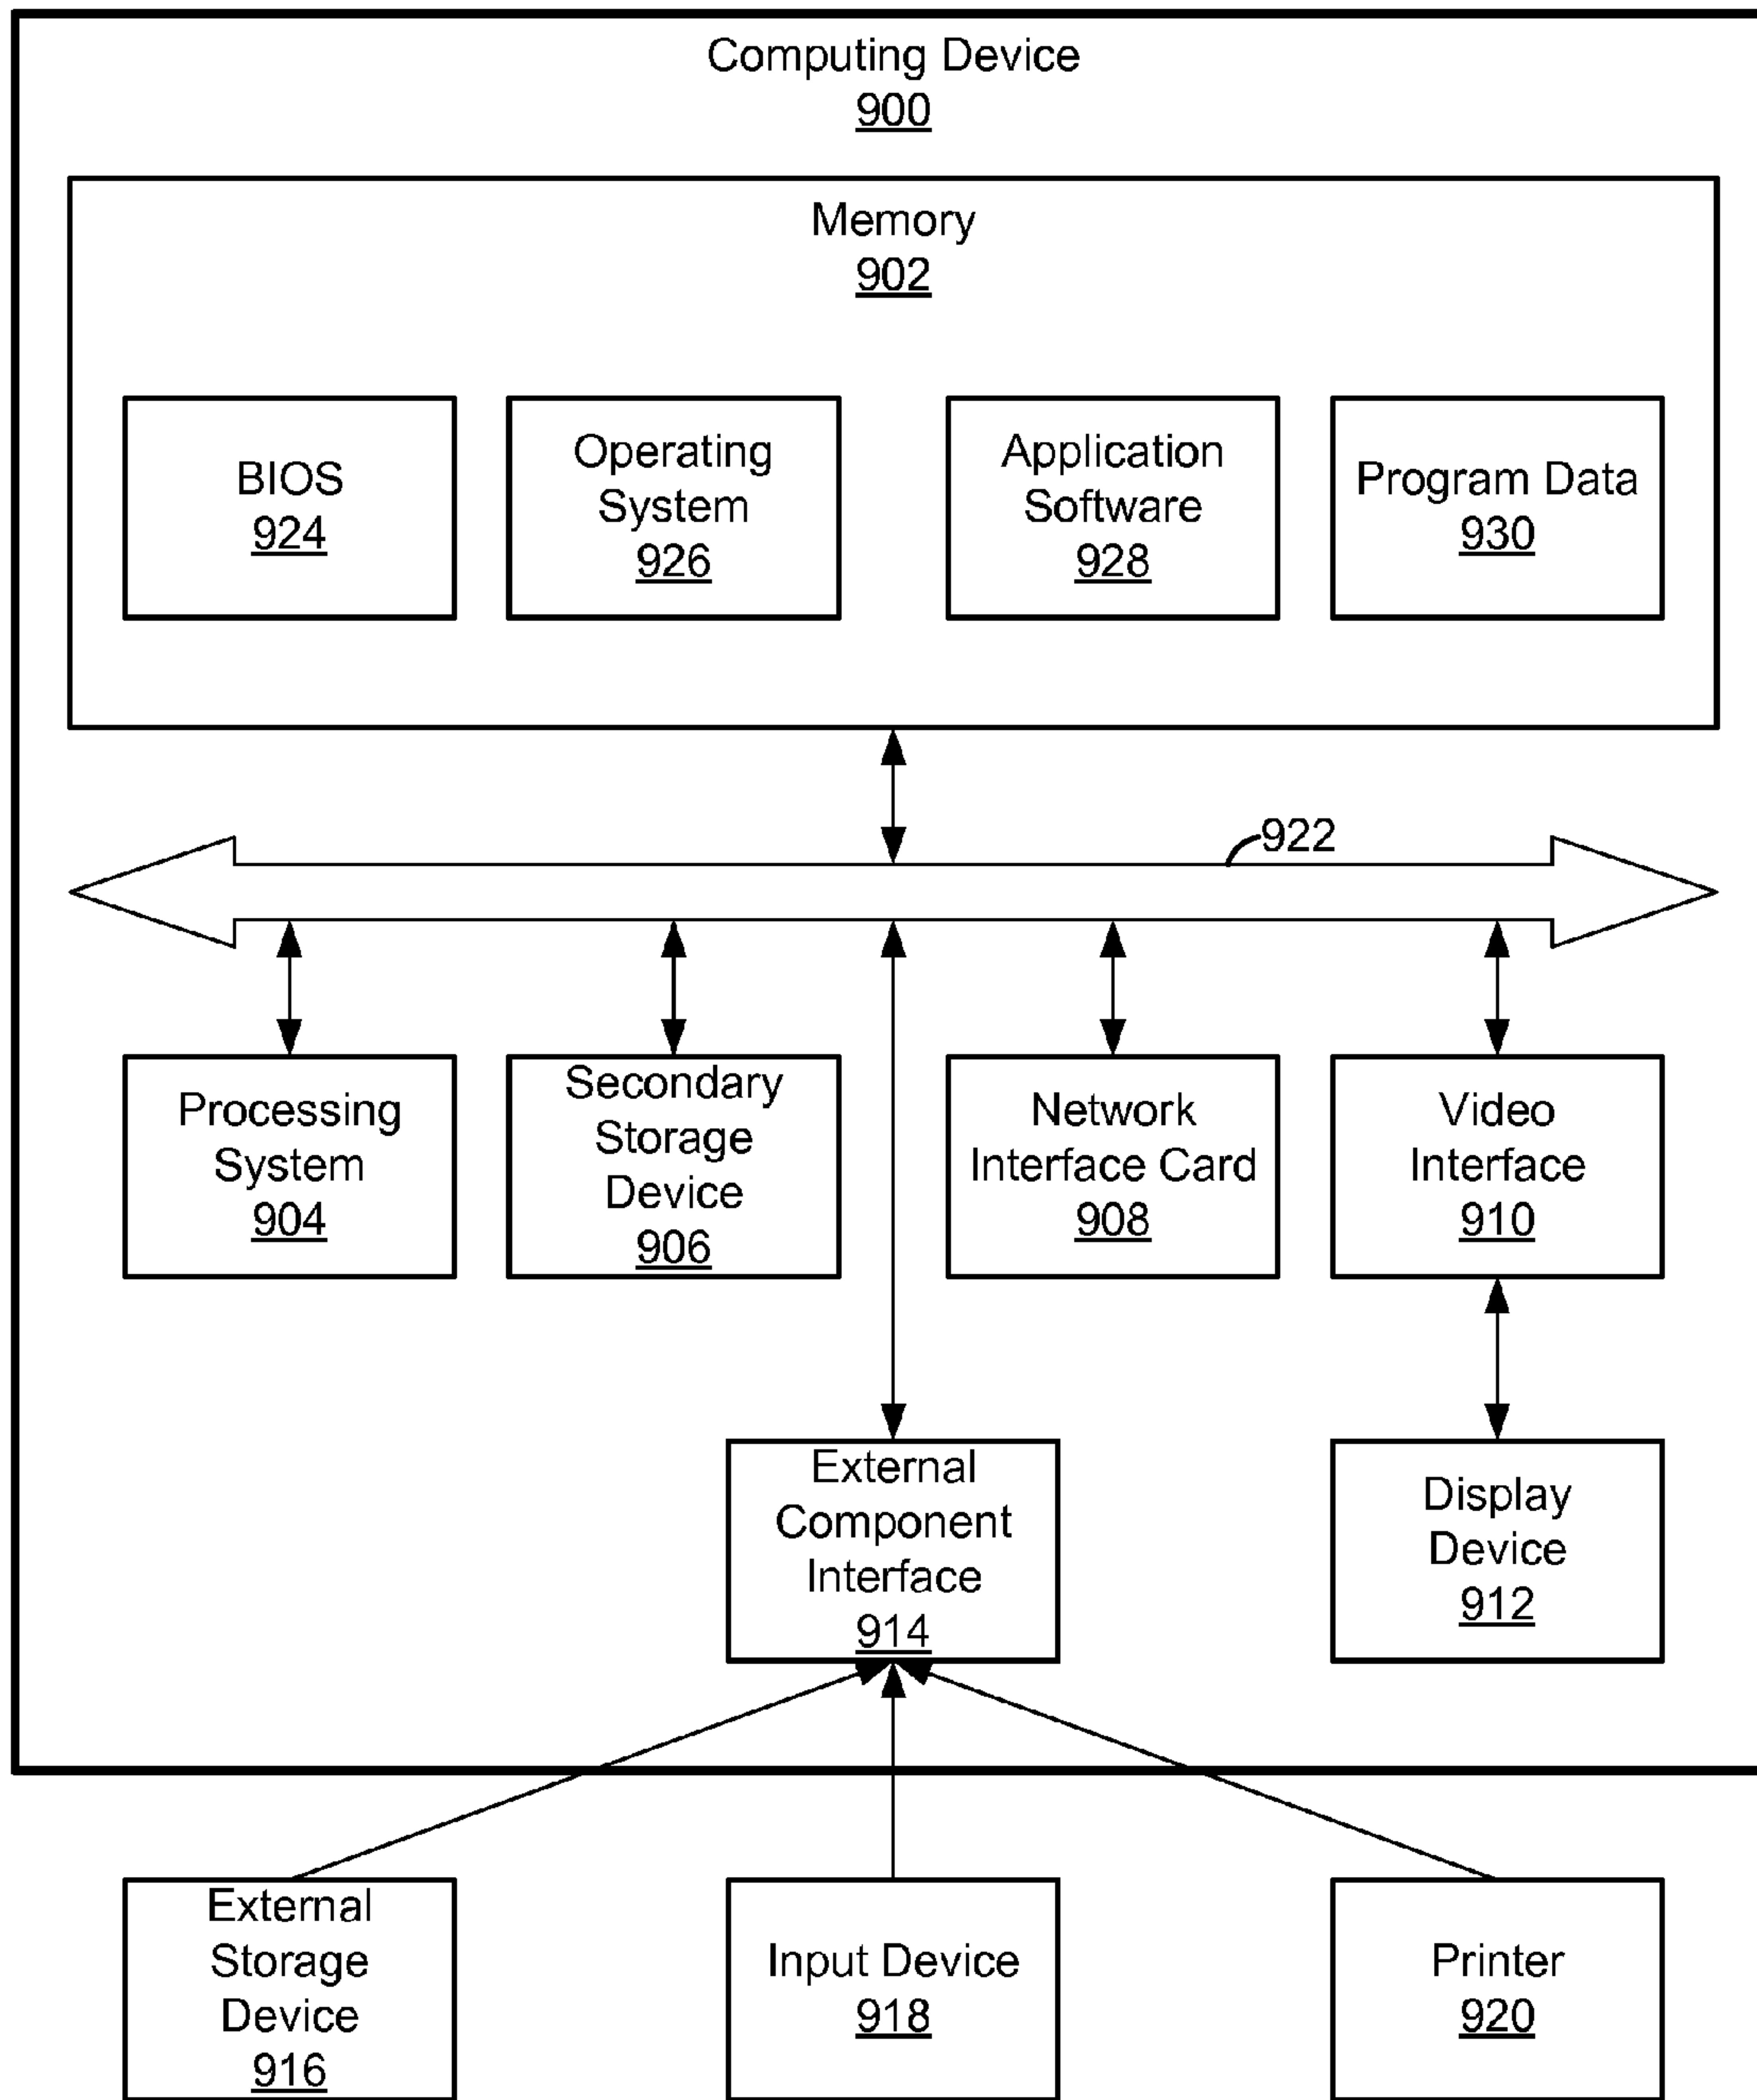 Computing Device
900
Memory
902
BIOS
924
Operating
System
926
Application
Software
928
Program Data
930
922
Processing
System
904
Secondary
Storage
Device
906
Network
Interface Card
908
Video
Interface
910
External
Component
Interface
914
Display
Device
912
External
Storage
Device
916
Input Device
918
Printer
920